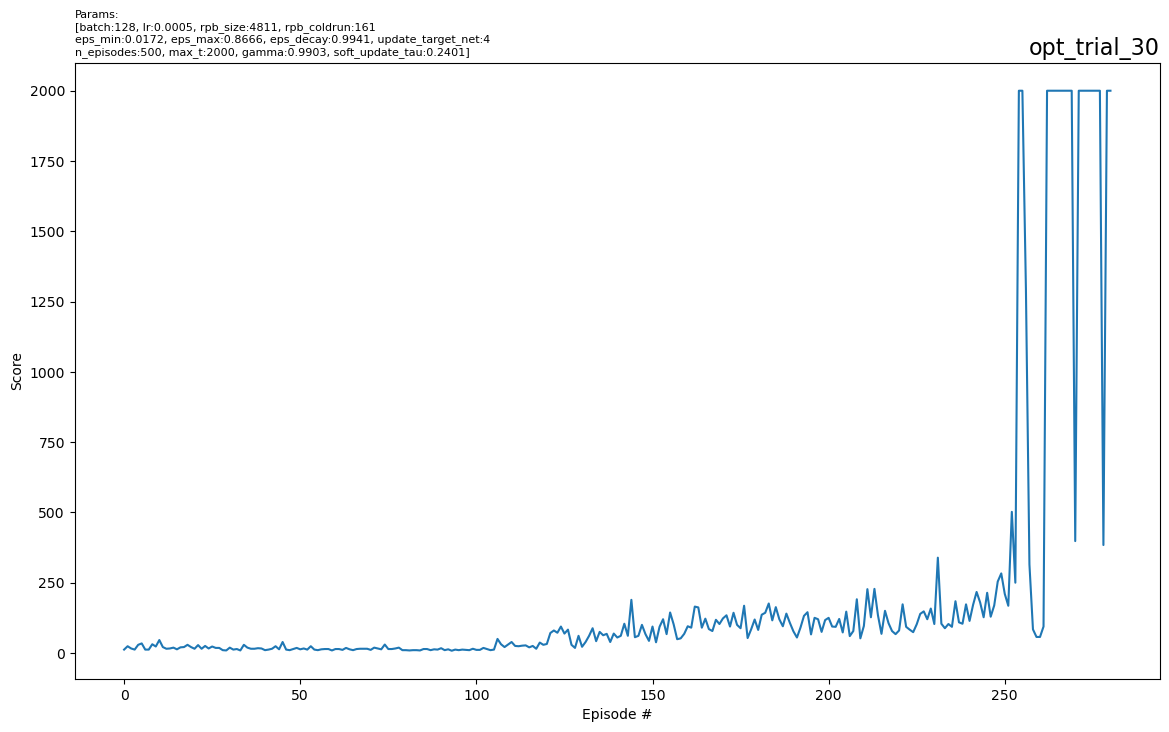 Params:
[batch:128, lr:0.0005, rpb_size:4811, rpb_coldrun:161
eps_min:0.0172, eps_max:0.8666, eps_decay:0.9941, update_target_net:4
n_episodes:500, max_t:2000, gamma:0.9903, soft_update_tau:0.2401]
opt_trial_30
2000
1750
1500
1250
1000
750
500
250
0
Score
0 50 100 150 200 250
Episode #